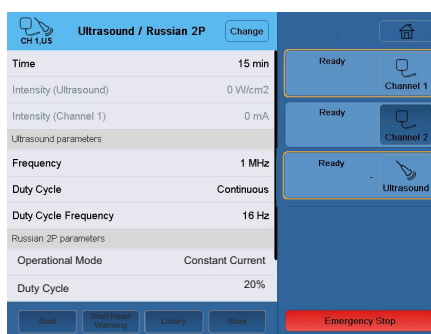 CH 1,US
Ultrasound / Russian 2P
Change
Time 15 min
Intensity (Ultrasound) 0 W/cm2
Intensity (Channel 1) 0 mA
Ultrasound parameters
Frequency 1 MHz
Duty Cycle Continuous
Duty Cycle Frequency 16 Hz
Russian 2P parameters
Operational Mode Constant Current
Duty Cycle 20%
Start
Start Head
Warming
Library
Store
Ready
Channel 1
Ready
Channel 2
Ready
-
Ultrasound
Emergency Stop